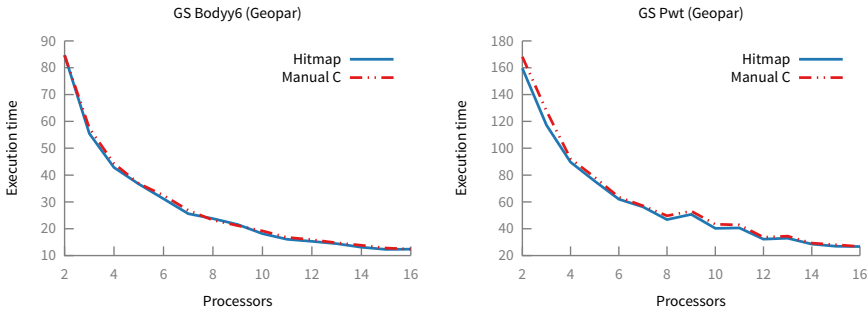 GS Bodyy6 (Geopar)
90
80
70
60
50
40
30
20
10
2 4 6 8 10 12 14 16
Execution time
Processors
Hitmap
Manual C
GS Pwt (Geopar)
180
160
140
120
100
80
60
40
20
2 4 6 8 10 12 14 16
Execution time
Processors
Hitmap
Manual C